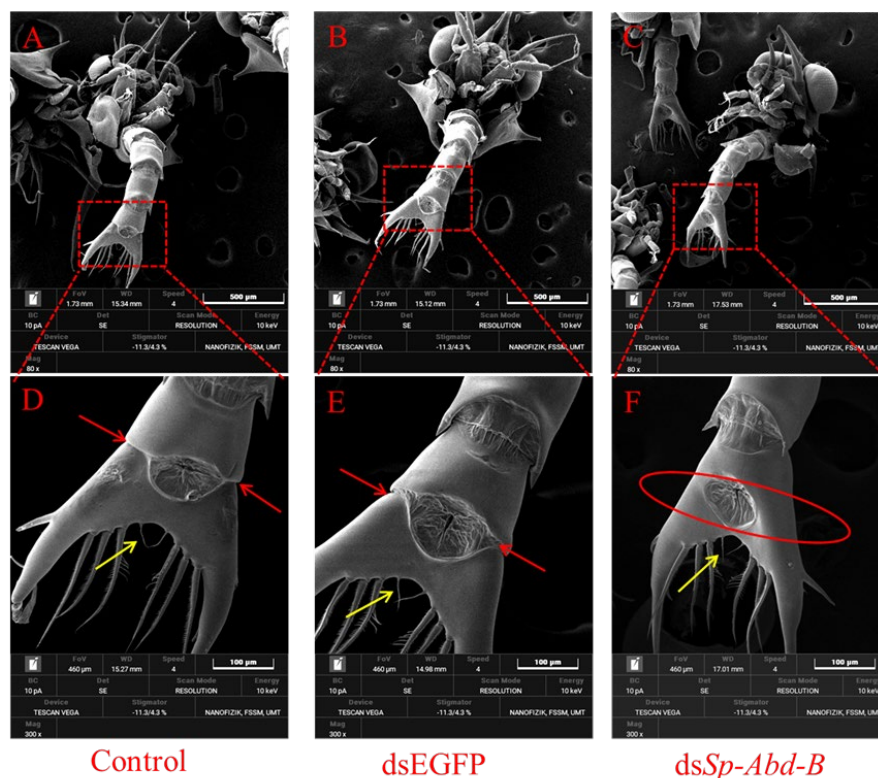 A
B
C
FoV WD Speed
1.73 mm 15.34 mm 4 500 µm
BC Det Scan Mode Energy
10 pA SE RESOLUTION 10 keV
Device Stigmator
TESCAN VEGA -11.3/4.3 % NANOFIZIK, FSSM, UMT
Mag
80 x
FoV WD Speed
1.73 mm 15.12 mm 4 500 µm
BC Det Scan Mode Energy
10 pA SE RESOLUTION 10 keV
Device Stigmator
TESCAN VEGA -11.3/4.3 % NANOFIZIK, FSSM, UMT
Mag
80 x
FoV WD Speed
1.73 mm 17.53 mm 4 500 µm
BC Det Scan Mode Energy
10 pA SE RESOLUTION 10 keV
Device Stigmator
TESCAN VEGA -11.3/4.3 % NANOFIZIK, FSSM, UMT
Mag
80 x
D
E
F
FoV WD Speed
460 µm 15.27 mm 4 100 µm
BC Det Scan Mode Energy
10 pA SE RESOLUTION 10 keV
Device Stigmator
TESCAN VEGA -11.3/4.3 % NANOFIZIK, FSSM, UMT
Mag
300 x
FoV WD Speed
460 µm 14.98 mm 4 100 µm
BC Det Scan Mode Energy
10 pA SE RESOLUTION 10 keV
Device Stigmator
TESCAN VEGA -11.3/4.3 % NANOFIZIK, FSSM, UMT
Mag
300 x
FoV WD Speed
460 µm 17.01 mm 4 100 µm
BC Det Scan Mode Energy
10 pA SE RESOLUTION 10 keV
Device Stigmator
TESCAN VEGA -11.3/4.3 % NANOFIZIK, FSSM, UMT
Mag
300 x
Control
dsEGFP
dsSp-Abd-B